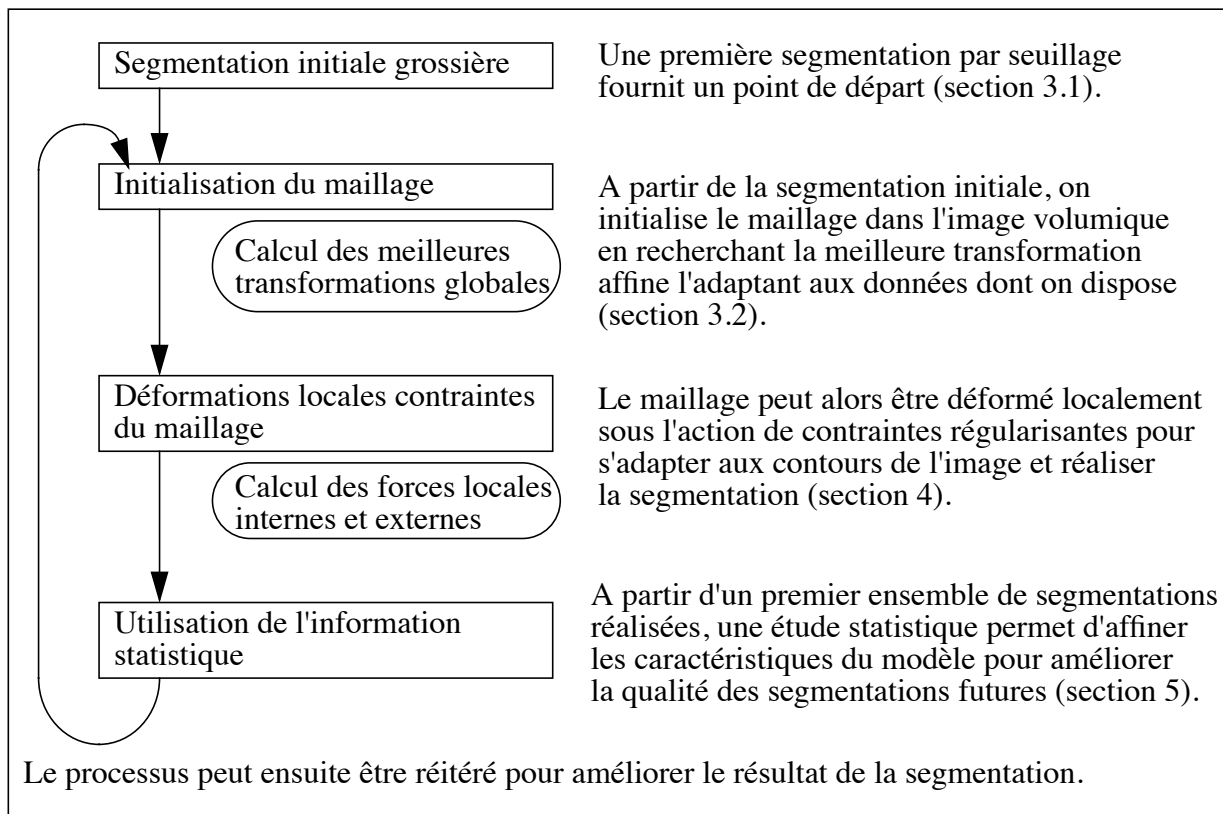 Segmentation initiale grossière
Une première segmentation par seuillage
fournit un point de départ (section 3.1).
Initialisation du maillage
A partir de la segmentation initiale, on
initialise le maillage dans l'image volumique
en recherchant la meilleure transformation
affine l'adaptant aux données dont on dispose
(section 3.2).
Calcul des meilleures
transformations globales
Déformations locales contraintes
du maillage
Le maillage peut alors être déformé localement
sous l'action de contraintes régularisantes pour
s'adapter aux contours de l'image et réaliser
la segmentation (section 4).
Calcul des forces locales
internes et externes
Utilisation de l'information
statistique
A partir d'un premier ensemble de segmentations
réalisées, une étude statistique permet d'affiner
les caractéristiques du modèle pour améliorer
la qualité des segmentations futures (section 5).
Le processus peut ensuite être réitéré pour améliorer le résultat de la segmentation.